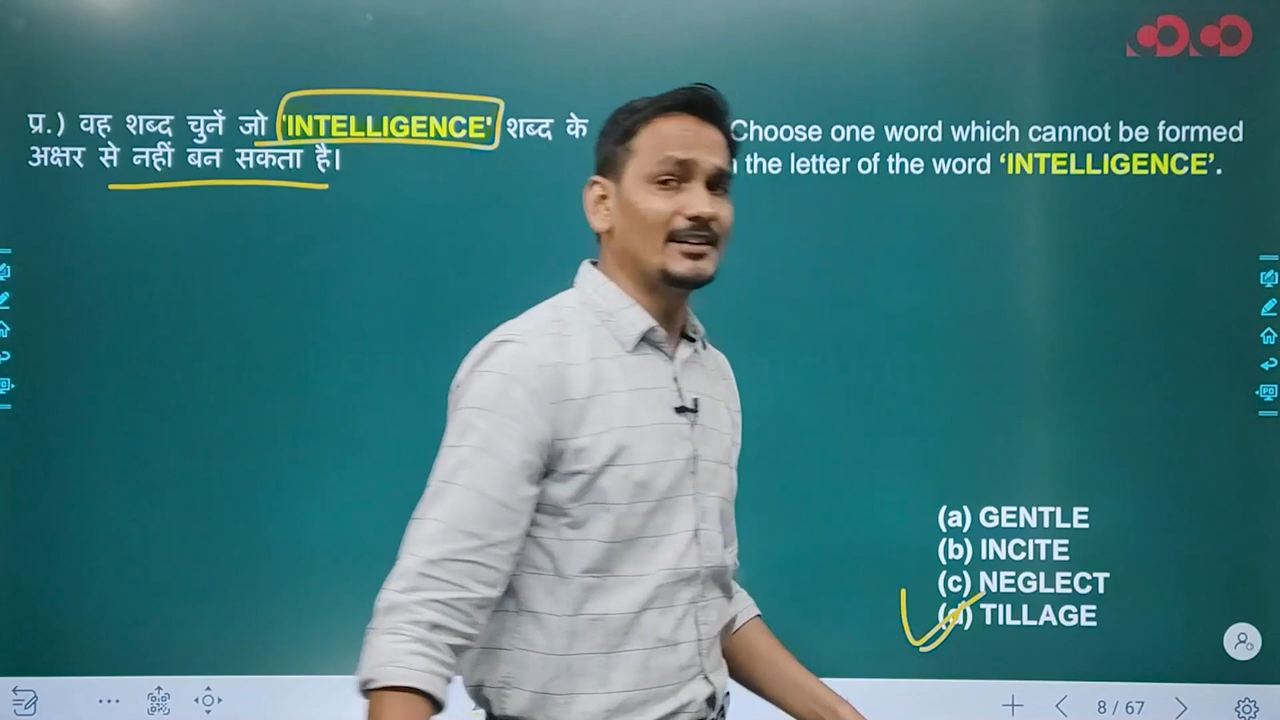 प्र.) वह शब्द चुनें जो 'INTELLIGENCE' शब्द के
अक्षर से नहीं बन सकता है।
Choose one word which cannot be formed
the letter of the word ‘INTELLIGENCE’.
(a) GENTLE
(b) INCITE
(c) NEGLECT
(d) TILLAGE
8 / 67